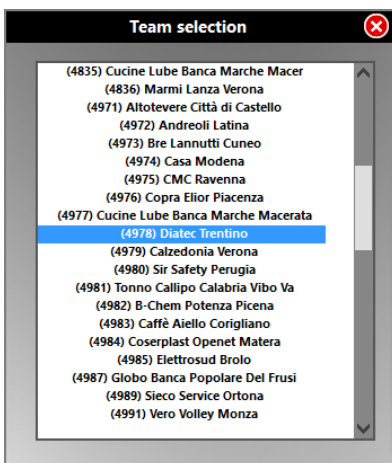 Team selection
(4835) Cucine Lube Banca Marche Macer
(4836) Marmi Lanza Verona
(4971) Altotevere Città di Castello
(4972) Andreoli Latina
(4973) Bre Lannutti Cuneo
(4974) Casa Modena
(4975) CMC Ravenna
(4976) Copra Elior Piacenza
(4977) Cucine Lube Banca Marche Macerata
(4978) Diatec Trentino
(4979) Calzedonia Verona
(4980) Sir Safety Perugia
(4981) Tonno Callipo Calabria Vibo Va
(4982) B-Chem Potenza Picena
(4983) Caffè Aiello Corigliano
(4984) Coserplast Openet Matera
(4985) Elettrosud Brolo
(4987) Globo Banca Popolare Del Frusi
(4989) Sieco Service Ortona
(4991) Vero Volley Monza